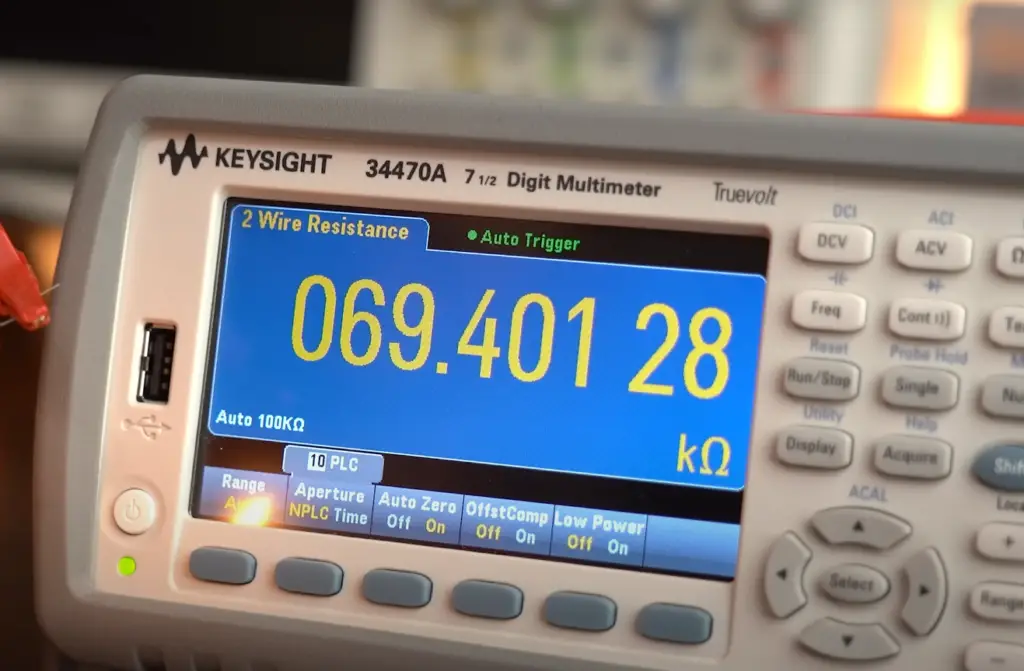 KEYSIGHT 34470A 7 1/2 Digit Multimeter Truevolt
2 Wire Resistance
Auto Trigger
069.401 28
kΩ
Auto 100KΩ
10 PLC
Range Aperture Auto Zero OffstComp Low Power
NPLC Time Off On Off On Off On
DCI ACI
DCV ACV Ω
Freq Cont
Reset Probe Hold
Run/Stop Single
Utility Help
Display Acquire
ACAL
Select
Range